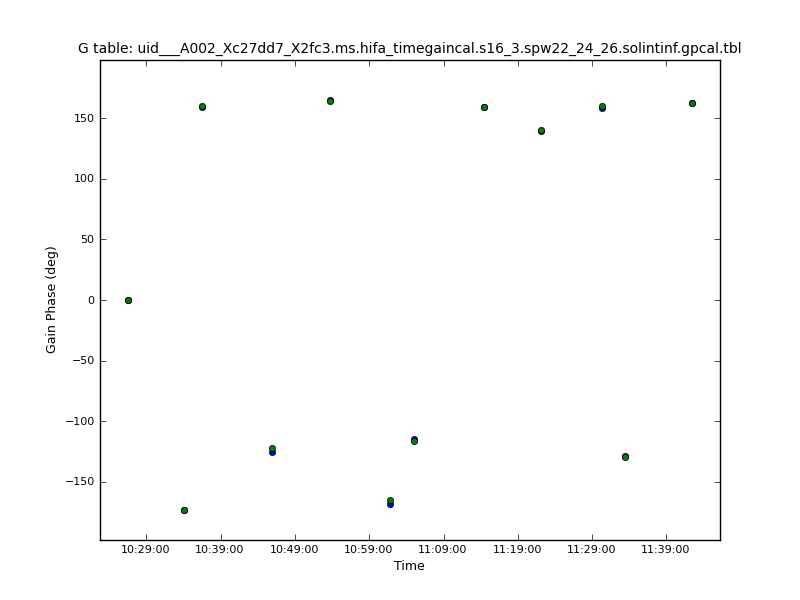 G table: uid___A002_Xc27dd7_X2fc3.ms.hifa_timegaincal.s16_3.spw22_24_26.solintinf.gpcal.tbl
150
100
50
0
−50
−100
−150
Gain Phase (deg)
10:29:00 10:39:00 10:49:00 10:59:00 11:09:00 11:19:00 11:29:00 11:39:00
Time